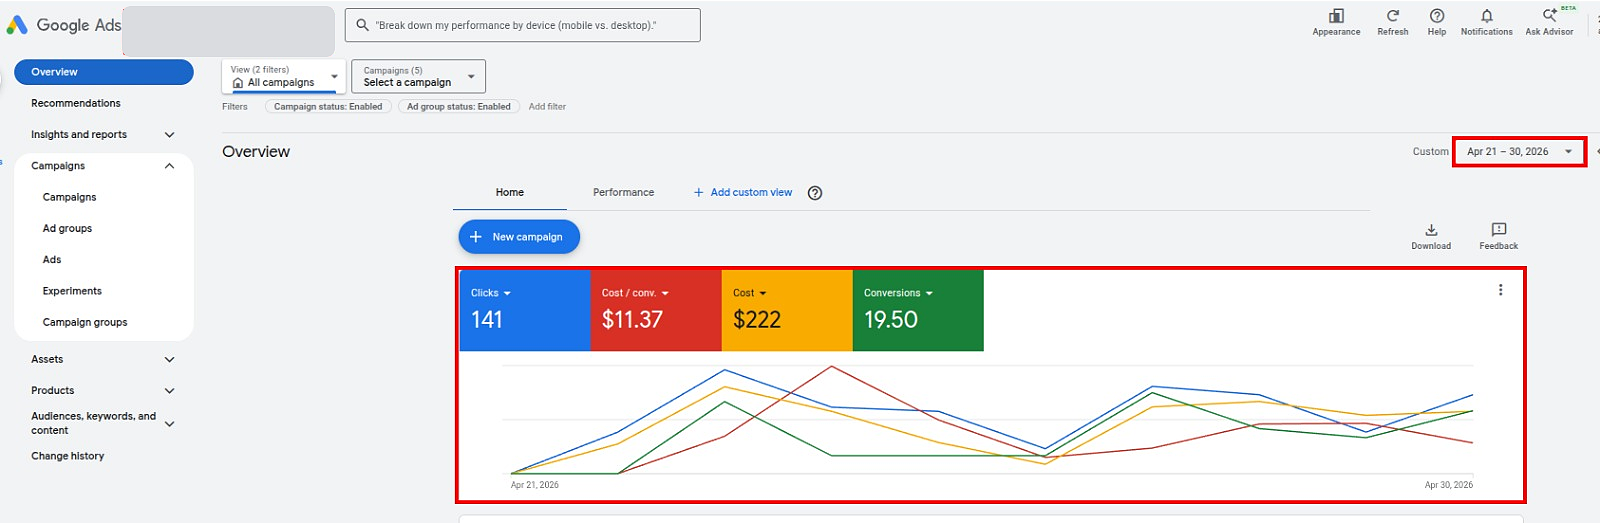 Google Ads
"Break down my performance by device (mobile vs. desktop)."
Appearance
Refresh
Help
Notifications
BETA
Ask Advisor
Overview
Recommendations
Insights and reports
Campaigns
Campaigns
Ad groups
Ads
Experiments
Campaign groups
Assets
Products
Audiences, keywords, and
content
Change history
View (2 filters)
All campaigns
Campaigns (5)
Select a campaign
Filters
Campaign status: Enabled
Ad group status: Enabled
Add filter
Overview
Custom
Apr 21 – 30, 2026
Home
Performance
+ Add custom view
+ New campaign
Download
Feedback
Clicks
141
Cost / conv.
$11.37
Cost
$222
Conversions
19.50
Apr 21, 2026
Apr 30, 2026